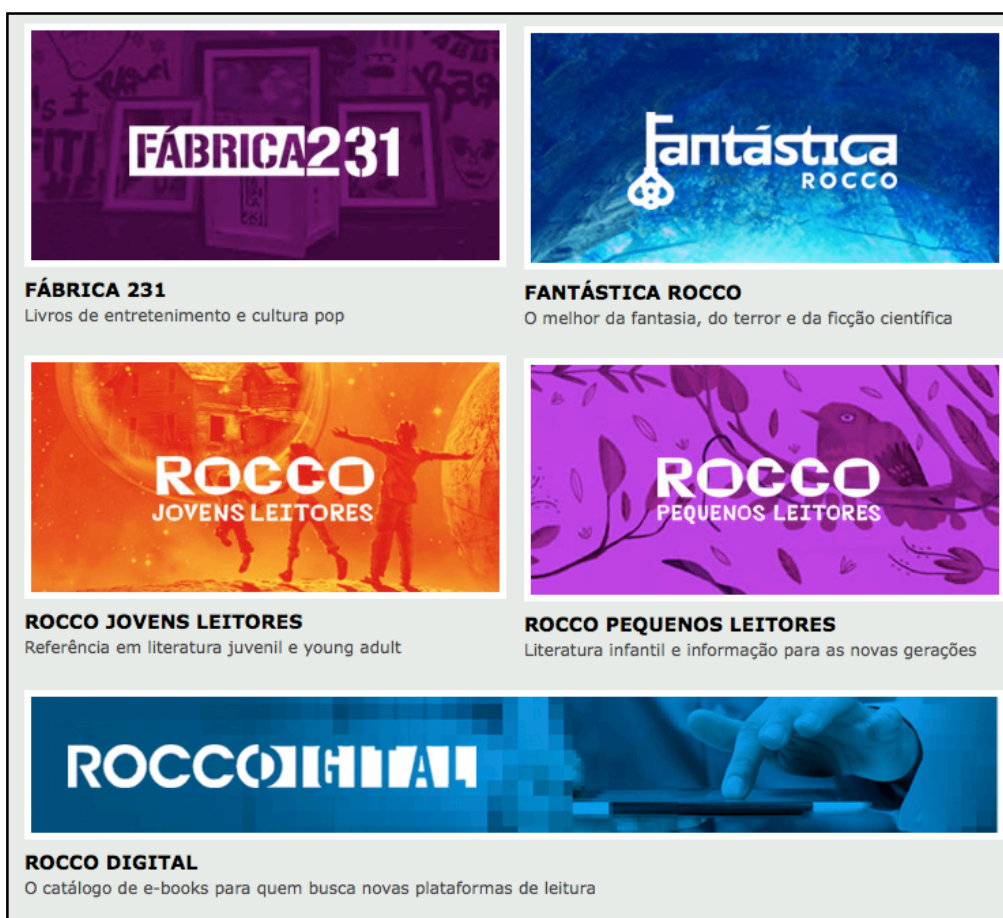 FÁBRICA231
FÁBRICA 231
Livros de entretenimento e cultura pop
fantástica
ROCCO
FANTÁSTICA ROCCO
O melhor da fantasia, do terror e da ficção científica
ROCCO
JOVENS LEITORES
ROCCO JOVENS LEITORES
Referência em literatura juvenil e young adult
ROCCO
PEQUENOS LEITORES
ROCCO PEQUENOS LEITORES
Literatura infantil e informação para as novas gerações
ROCCODIGITAL
ROCCO DIGITAL
O catálogo de e-books para quem busca novas plataformas de leitura